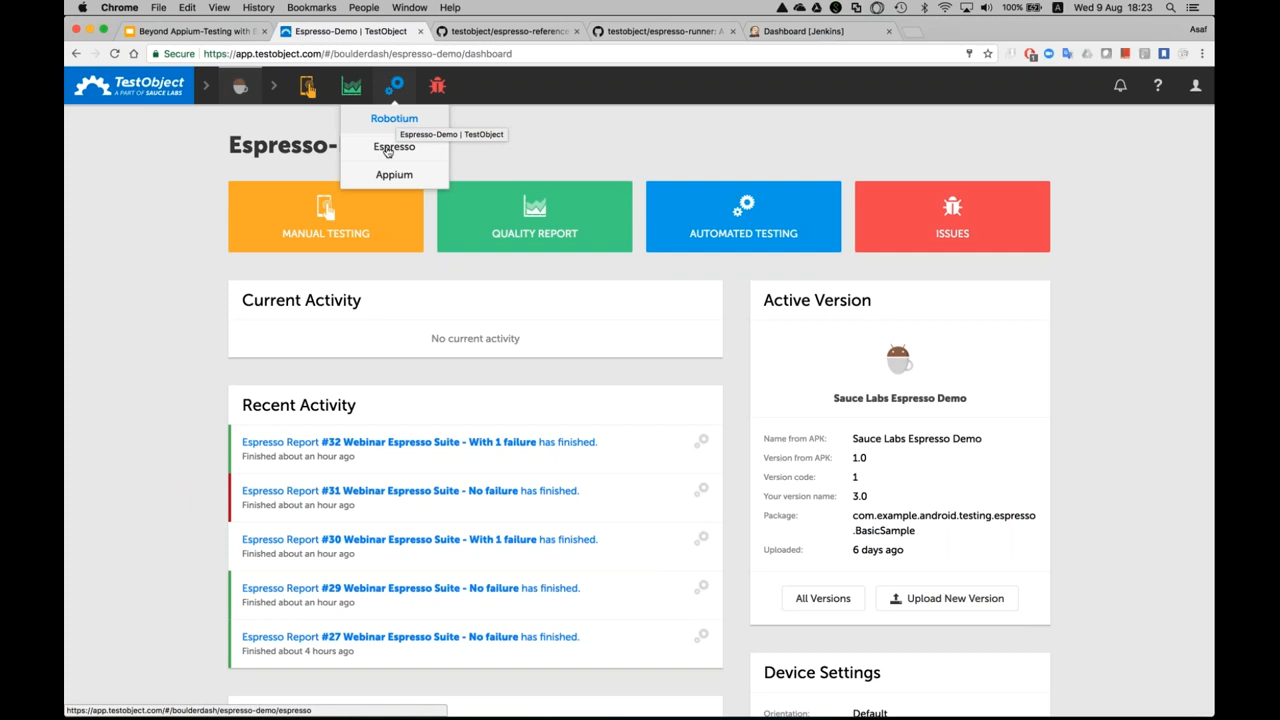 Chrome File Edit View History Bookmarks People Window Help 100% A Wed 9 Aug 18:23
Beyond Appium-Testing with E Espresso-Demo | TestObject testobject/espresso-reference testobject/espresso-runner: A Dashboard [Jenkins] Asaf
Secure https://app.testobject.com/#/boulderdash/espresso-demo/dashboard
TestObject
A PART OF SAUCE LABS
Robotium
Espresso-Demo | TestObject
Espresso
Appium
Espresso-
MANUAL TESTING
QUALITY REPORT
AUTOMATED TESTING
ISSUES
Current Activity
No current activity
Recent Activity
Espresso Report #32 Webinar Espresso Suite - With 1 failure has finished.
Finished about an hour ago
Espresso Report #31 Webinar Espresso Suite - No failure has finished.
Finished about an hour ago
Espresso Report #30 Webinar Espresso Suite - With 1 failure has finished.
Finished about an hour ago
Espresso Report #29 Webinar Espresso Suite - No failure has finished.
Finished about an hour ago
Espresso Report #27 Webinar Espresso Suite - No failure has finished.
Finished about 4 hours ago
Active Version
Sauce Labs Espresso Demo
Name from APK: Sauce Labs Espresso Demo
Version from APK: 1.0
Version code: 1
Your version name: 3.0
Package: com.example.android.testing.espresso
.BasicSample
Uploaded: 6 days ago
All Versions
Upload New Version
Device Settings
Orientation: Default
https://app.testobject.com/#/boulderdash/espresso-demo/espresso